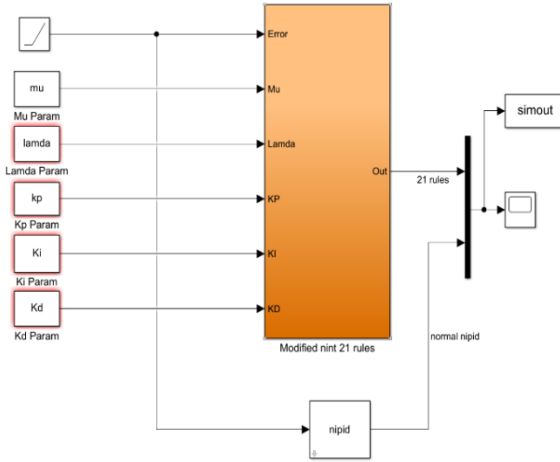 Error
mu
Mu
Mu Param
lamda
Lamda
Lamda Param
kp
KP
Kp Param
Ki
KI
Ki Param
Kd
KD
Kd Param
Out
21 rules
simout
normal nipid
Modified nint 21 rules
nipid